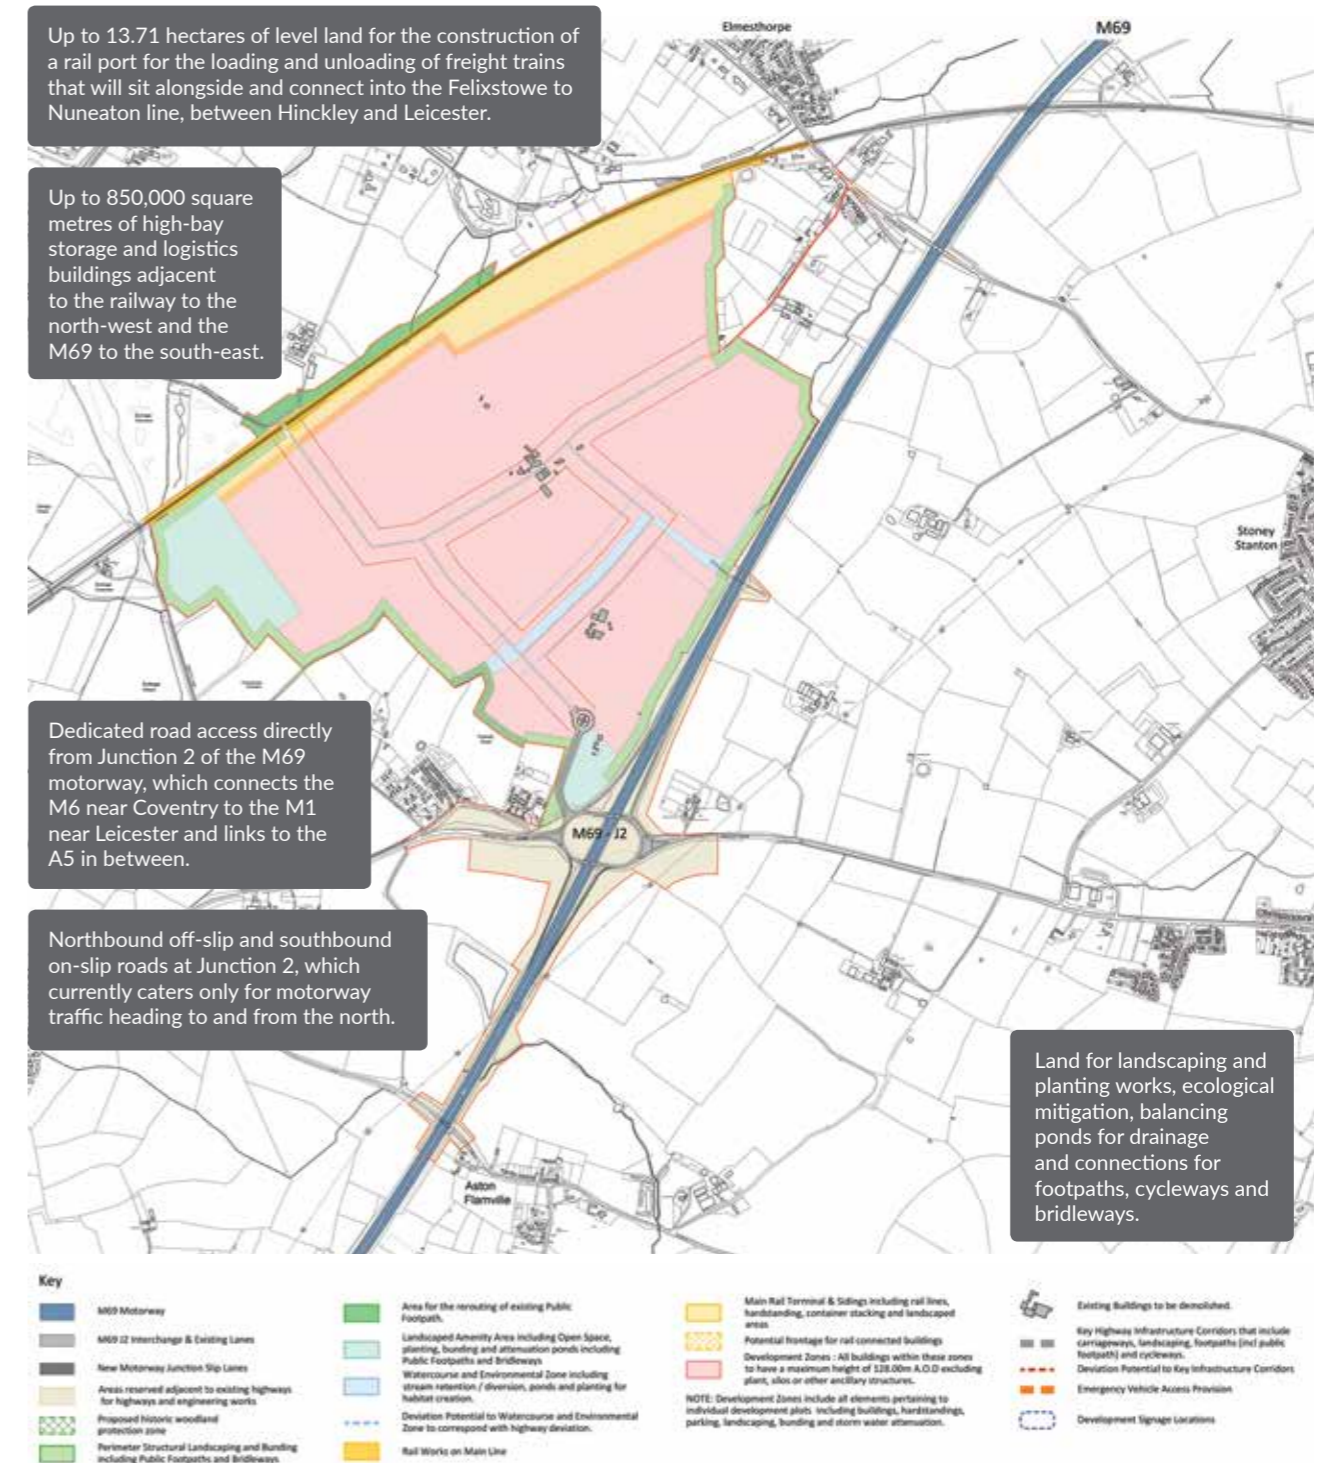 Up to 13.71 hectares of level land for the construction of
a rail port for the loading and unloading of freight trains
that will sit alongside and connect into the Felixstowe to
Nuneaton line, between Hinckley and Leicester.
Elmesthorpe
M69
Up to 850,000 square
metres of high-bay
storage and logistics
buildings adjacent
to the railway to the
north-west and the
M69 to the south-east.
Stoney
Stanton
Dedicated road access directly
from Junction 2 of the M69
motorway, which connects the
M6 near Coventry to the M1
near Leicester and links to the
A5 in between.
M69 - J2
Northbound off-slip and southbound
on-slip roads at Junction 2, which
currently caters only for motorway
traffic heading to and from the north.
Land for landscaping and
planting works, ecological
mitigation, balancing
ponds for drainage
and connections for
footpaths, cycleways and
bridleways.
Aston
Flamville
Key
M69 Motorway
M69 J2 Interchange & Existing Lanes
New Motorway Junction Slip Lanes
Areas reserved adjacent to existing highways
for highways and engineering works
Proposed historic woodland
protection zone
Perimeter Structural Landscaping and Bunding
including Public Footpaths and Bridleways
Area for the rerouting of existing Public
Footpath.
Landscaped Amenity Area including Open Space,
planting, bunding and attenuation ponds including
Public Footpaths and Bridleways
Watercourse and Environmental Zone including
stream retention / diversion, ponds and planting for
habitat creation.
Deviation Potential to Watercourse and Environmental
Zone to correspond with highway deviation.
Rail Works on Main Line
Main Rail Terminal & Sidings including rail lines,
hardstanding, container stacking and landscaped
areas
Potential frontage for rail connected buildings
Development Zones : All buildings within these zones
to have a maximum height of 128.00m A.O.D excluding
plant, silos or other ancillary structures.
NOTE: Development Zones include all elements pertaining to
individual development plots including buildings, hardstandings,
parking, landscaping, bunding and storm water attenuation.
Existing Buildings to be demolished.
Key Highway Infrastructure Corridors that include
carriageways, landscaping, footpaths (incl public
footpath) and cycleways.
Deviation Potential to Key Infrastructure Corridors
Emergency Vehicle Access Provision
Development Signage Locations